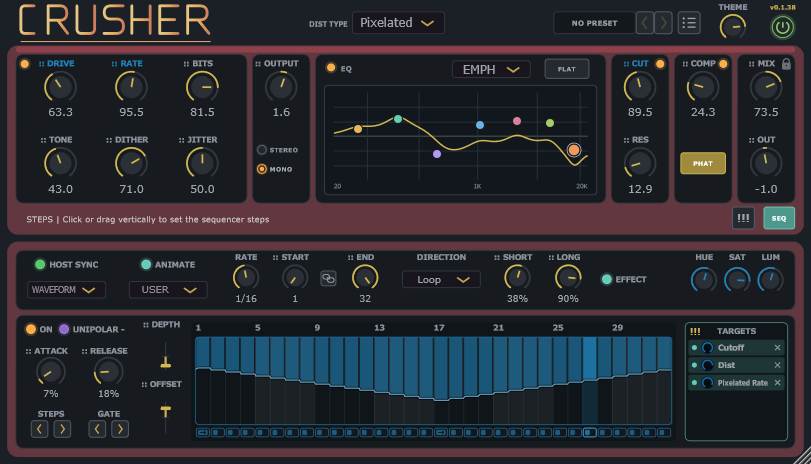 CRUSHER
DIST TYPE Pixelated
NO PRESET
THEME
v0.1.38
:: DRIVE :: RATE :: BITS
63.3 95.5 81.5
:: TONE :: DITHER :: JITTER
43.0 71.0 50.0
:: OUTPUT
1.6
STEREO
MONO
EQ EMPH FLAT
20 1K 20K
:: CUT :: COMP :: MIX
89.5 24.3 73.5
:: RES PHAT :: OUT
12.9 -1.0
STEPS | Click or drag vertically to set the sequencer steps
!!! SEQ
HOST SYNC ANIMATE
WAVEFORM USER
RATE :: START :: END
1/16 1 32
DIRECTION
Loop
:: SHORT :: LONG
38% 90%
EFFECT
HUE SAT LUM
ON UNIPOLAR - :: DEPTH
:: ATTACK :: RELEASE
7% 18%
:: OFFSET
STEPS GATE
1 5 9 13 17 21 25 29
!!! TARGETS
Cutoff ×
Dist ×
Pixelated Rate ×